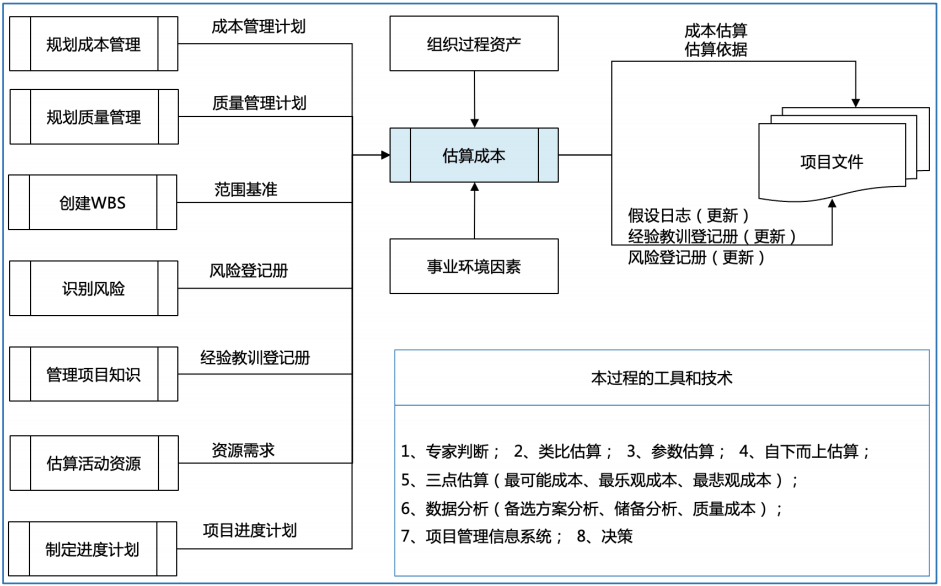 规划成本管理
成本管理计划
规划质量管理
质量管理计划
创建WBS
范围基准
识别风险
风险登记册
管理项目知识
经验教训登记册
估算活动资源
资源需求
制定进度计划
项目进度计划
组织过程资产
估算成本
事业环境因素
成本估算
估算依据
项目文件
假设日志（更新）
经验教训登记册（更新）
风险登记册（更新）
本过程的工具和技术
1、专家判断； 2、类比估算； 3、参数估算； 4、自下而上估算；
5、三点估算（最可能成本、最乐观成本、最悲观成本）；
6、数据分析（备选方案分析、储备分析、质量成本）；
7、项目管理信息系统； 8、决策